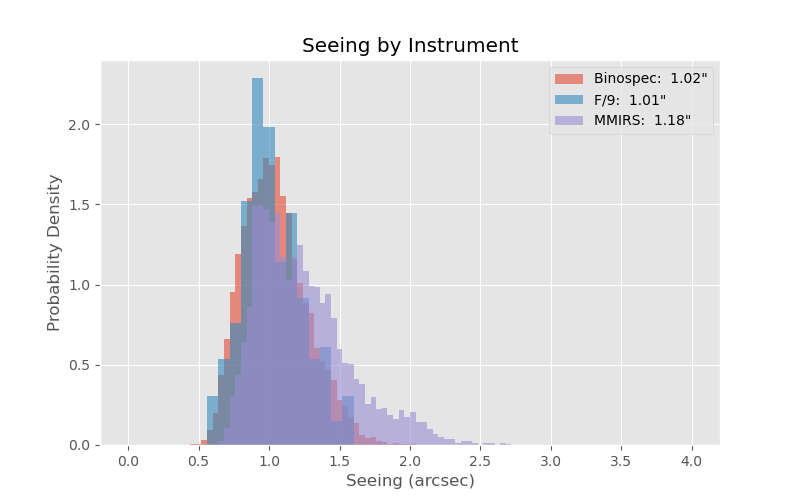 Seeing by Instrument
Binospec:  1.02"
F/9:  1.01"
MMIRS:  1.18"
Probability Density
2.0
1.5
1.0
0.5
0.0
0.0 0.5 1.0 1.5 2.0 2.5 3.0 3.5 4.0
Seeing (arcsec)